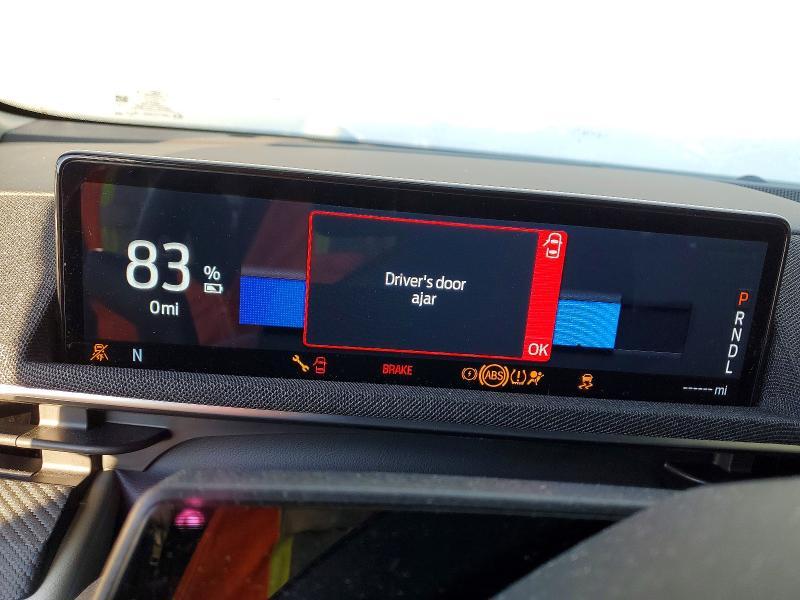 83 %
0mi
Driver's door
ajar
OK
P
R
N
D
L
N
BRAKE
ABS
------ mi